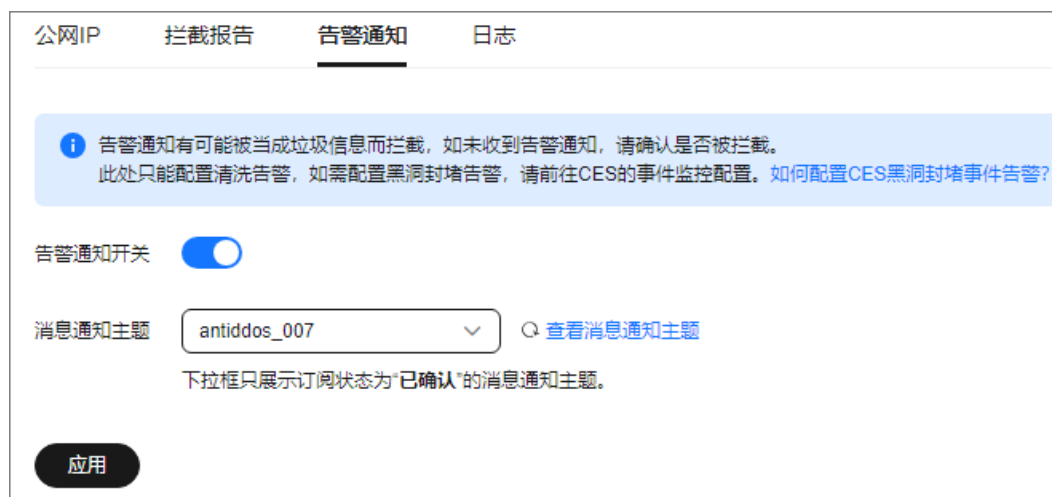 公网IP 拦截报告 告警通知 日志
告警通知有可能被当成垃圾信息而拦截，如未收到告警通知，请确认是否被拦截。
此处只能配置清洗告警，如需配置黑洞封堵告警，请前往CES的事件监控配置。如何配置CES黑洞封堵事件告警？
告警通知开关
消息通知主题 antiddos_007 查看消息通知主题
下拉框只展示订阅状态为“已确认”的消息通知主题。
应用